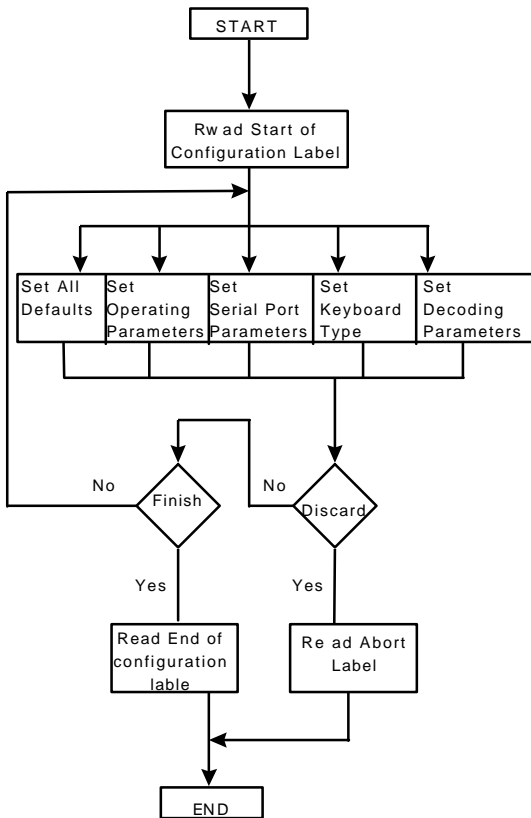 START
Rw ad Start of
Configuration Label
Set All
Defaults
Set
Operating
Parameters
Set
Serial Port
Parameters
Set
Keyboard
Type
Set
Decoding
Parameters
No
Finish
No
Discard
Yes
Yes
Read End of
configuration
lable
Re ad Abort
Label
END